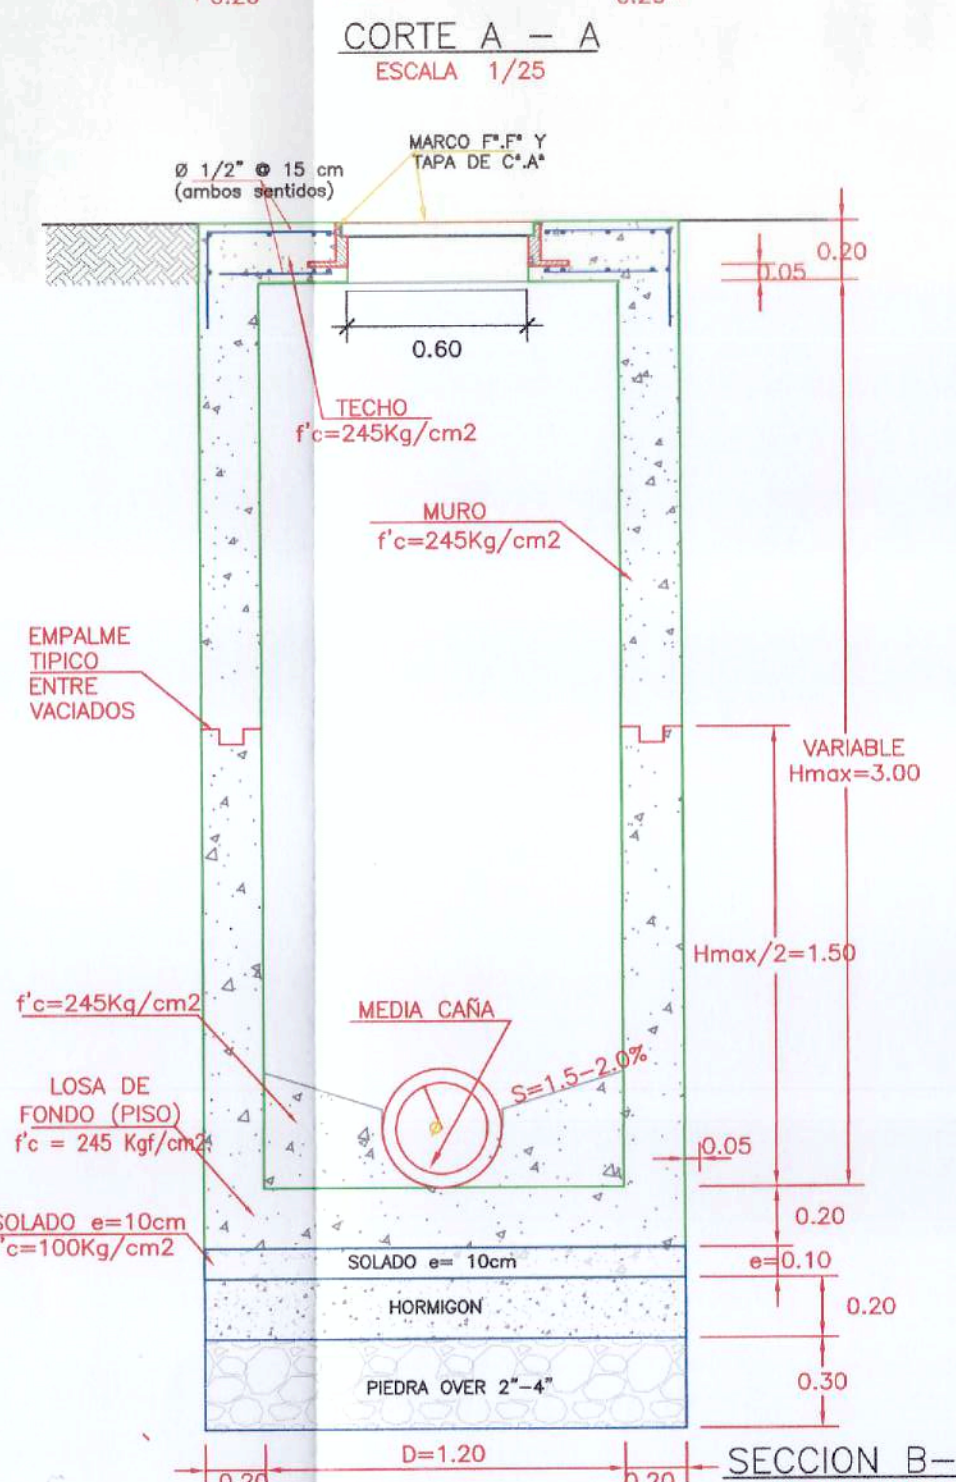 CORTE A – A
ESCALA 1/25
MARCO Fº.Fº Y
TAPA DE Cº.Aº
Ø 1/2" @ 15 cm
(ambos sentidos)
0.20
0.05
0.60
TECHO
f'c=245Kg/cm2
MURO
f'c=245Kg/cm2
EMPALME
TIPICO
ENTRE
VACIADOS
VARIABLE
Hmax=3.00
Hmax/2=1.50
f'c=245Kg/cm2
MEDIA CAÑA
S=1.5-2.0%
Ø
LOSA DE
FONDO (PISO)
f'c = 245 Kgf/cm2
0.05
0.20
SOLADO e=10cm
'c=100Kg/cm2
SOLADO e= 10cm
e=0.10
HORMIGON
0.20
PIEDRA OVER 2"-4"
0.30
D=1.20
0.20
0.20
SECCION B-